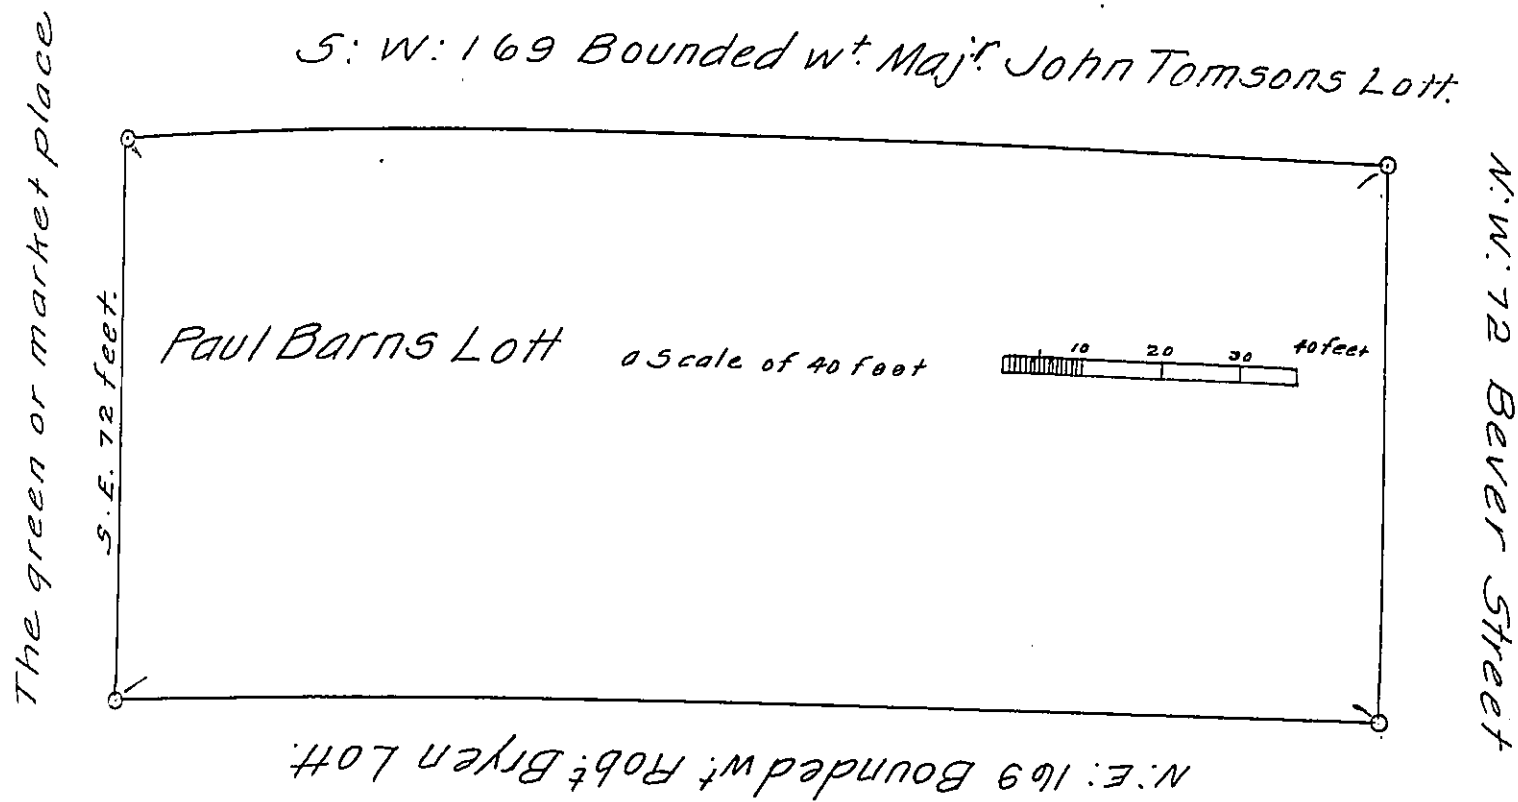 S: W: 169 Bounded wt. Majr. John Tomsons Lott.
The green or market place
S. E. 72 feet.
Paul Barns Lott
a Scale of 40 feet
10 20 30 40 feet
N: W: 72 Bever Street
N: E: 169 Bounded wt. Robt. Bryen Lott.